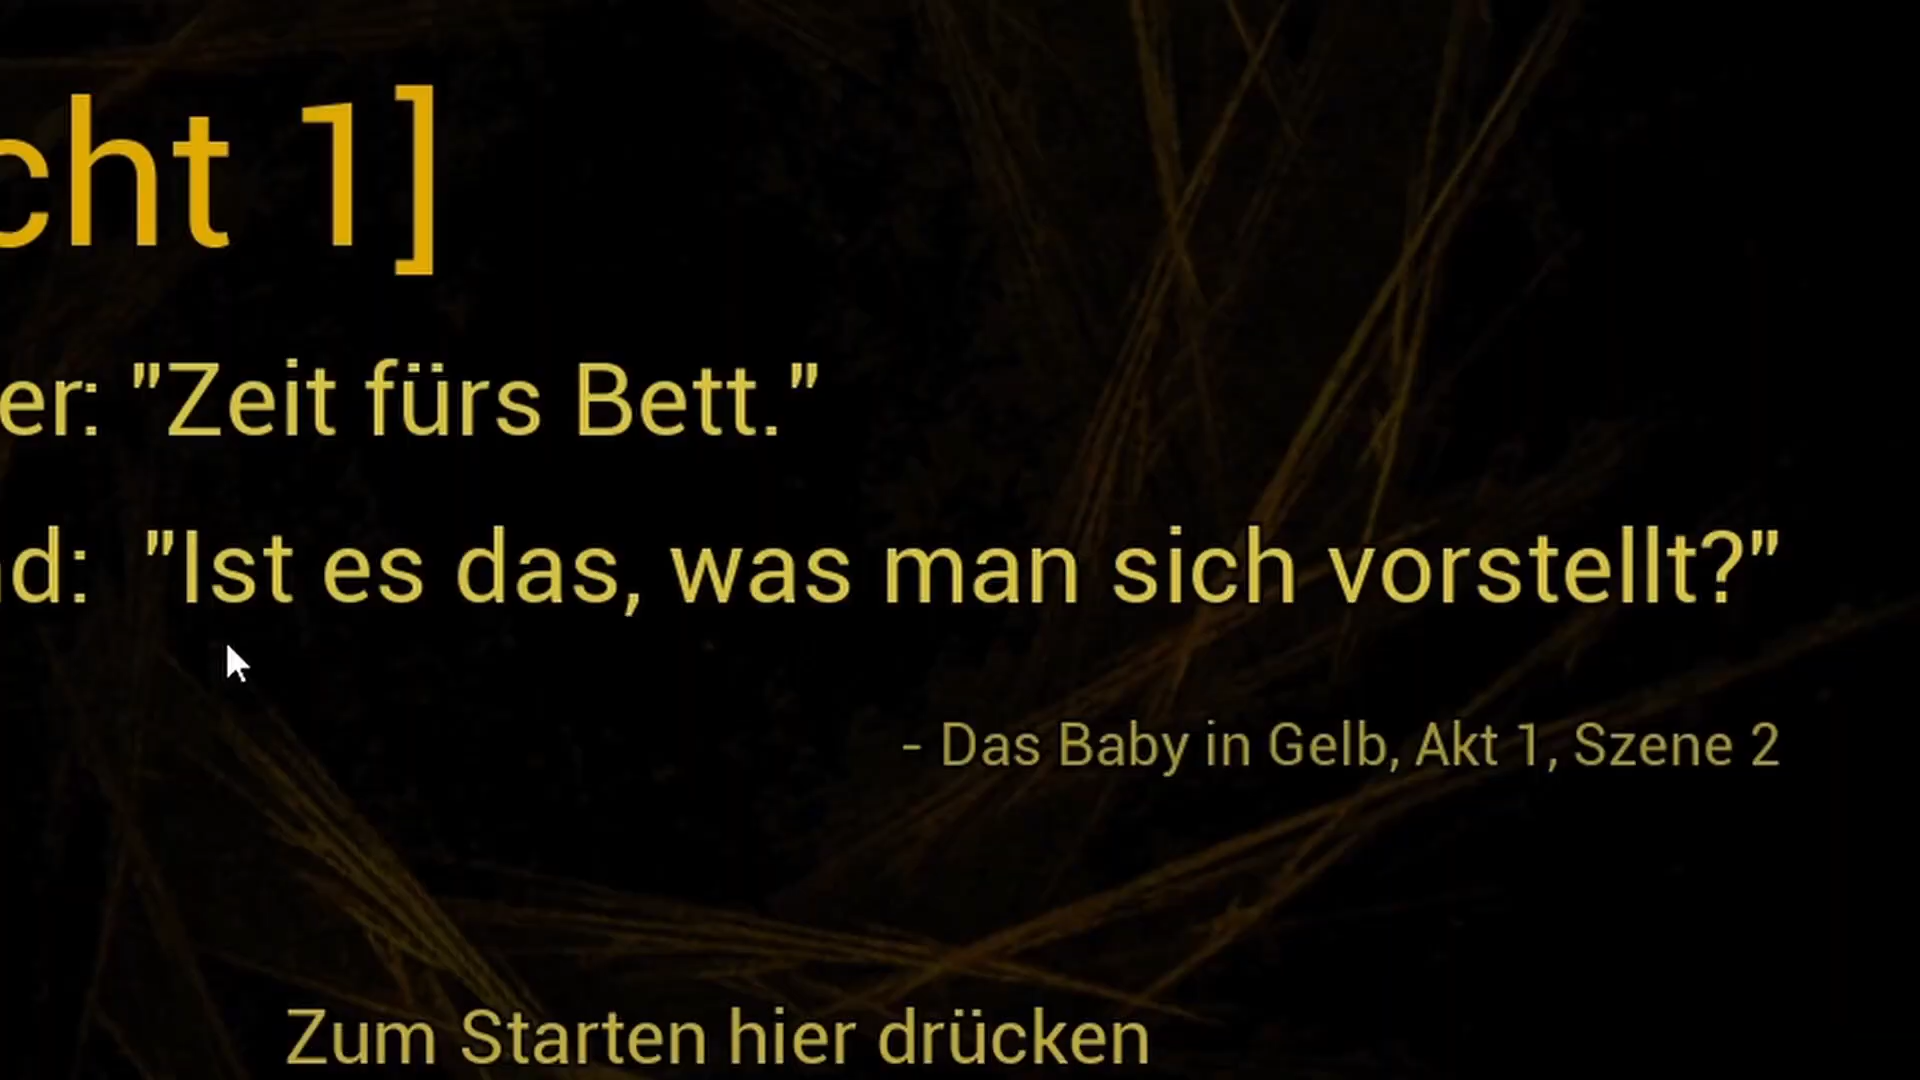 cht 1]
er: "Zeit fürs Bett."
d: "Ist es das, was man sich vorstellt?"
- Das Baby in Gelb, Akt 1, Szene 2
Zum Starten hier drücken